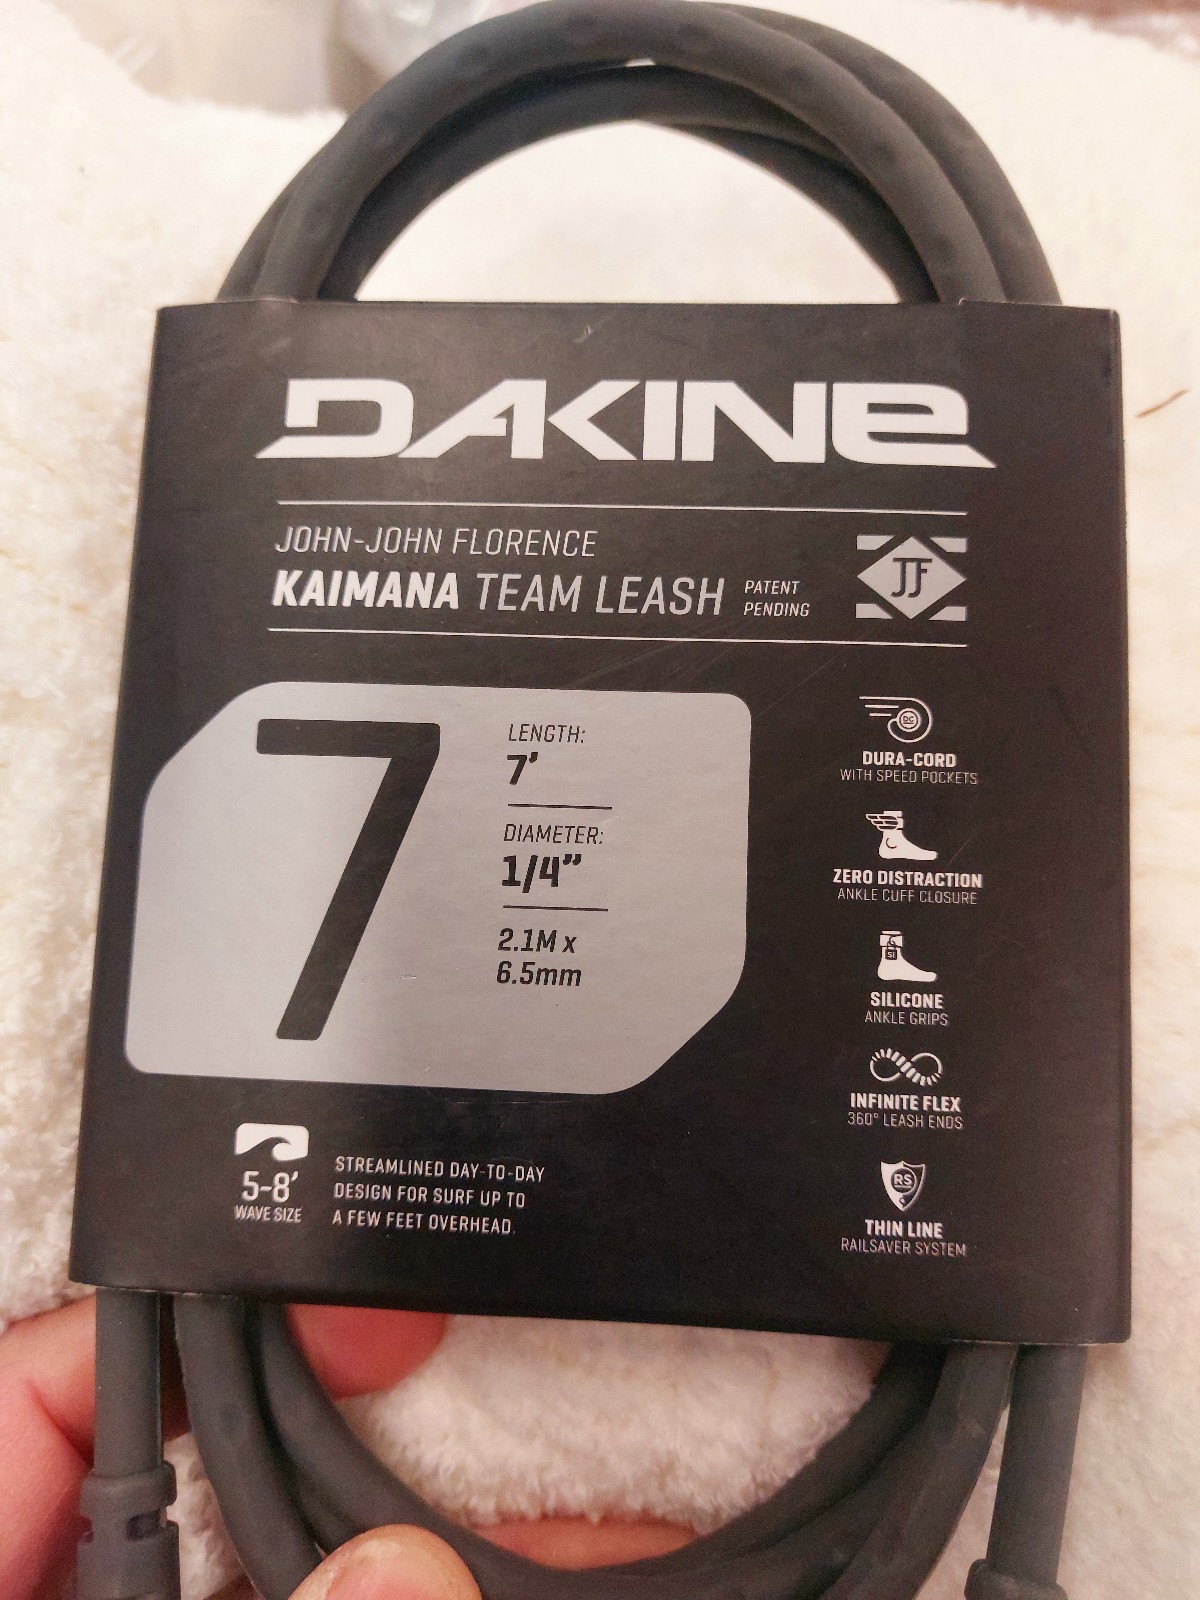 DAKINE
JOHN-JOHN FLORENCE
KAIMANA TEAM LEASH
PATENT
PENDING
JJF
7
LENGTH:
7’
DIAMETER:
1/4”
2.1M x
6.5mm
5-8’
WAVE SIZE
STREAMLINED DAY-TO-DAY
DESIGN FOR SURF UP TO
A FEW FEET OVERHEAD.
DC
DURA-CORD
WITH SPEED POCKETS
ZERO DISTRACTION
ANKLE CUFF CLOSURE
SI
SILICONE
ANKLE GRIPS
INFINITE FLEX
360° LEASH ENDS
RS
THIN LINE
RAILSAVER SYSTEM